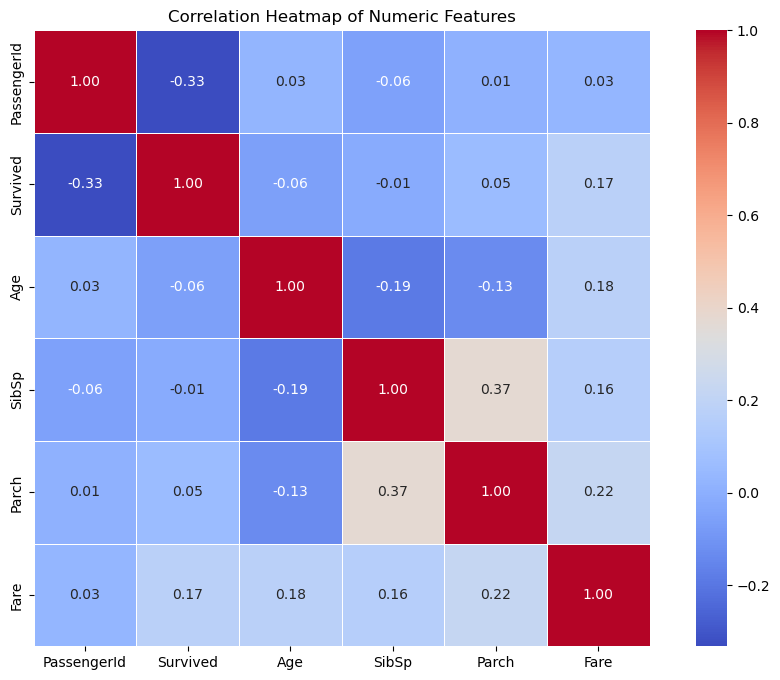 Correlation Heatmap of Numeric Features
PassengerId 1.00 -0.33 0.03 -0.06 0.01 0.03
Survived -0.33 1.00 -0.06 -0.01 0.05 0.17
Age 0.03 -0.06 1.00 -0.19 -0.13 0.18
SibSp -0.06 -0.01 -0.19 1.00 0.37 0.16
Parch 0.01 0.05 -0.13 0.37 1.00 0.22
Fare 0.03 0.17 0.18 0.16 0.22 1.00
PassengerId Survived Age SibSp Parch Fare
1.0
0.8
0.6
0.4
0.2
0.0
−0.2